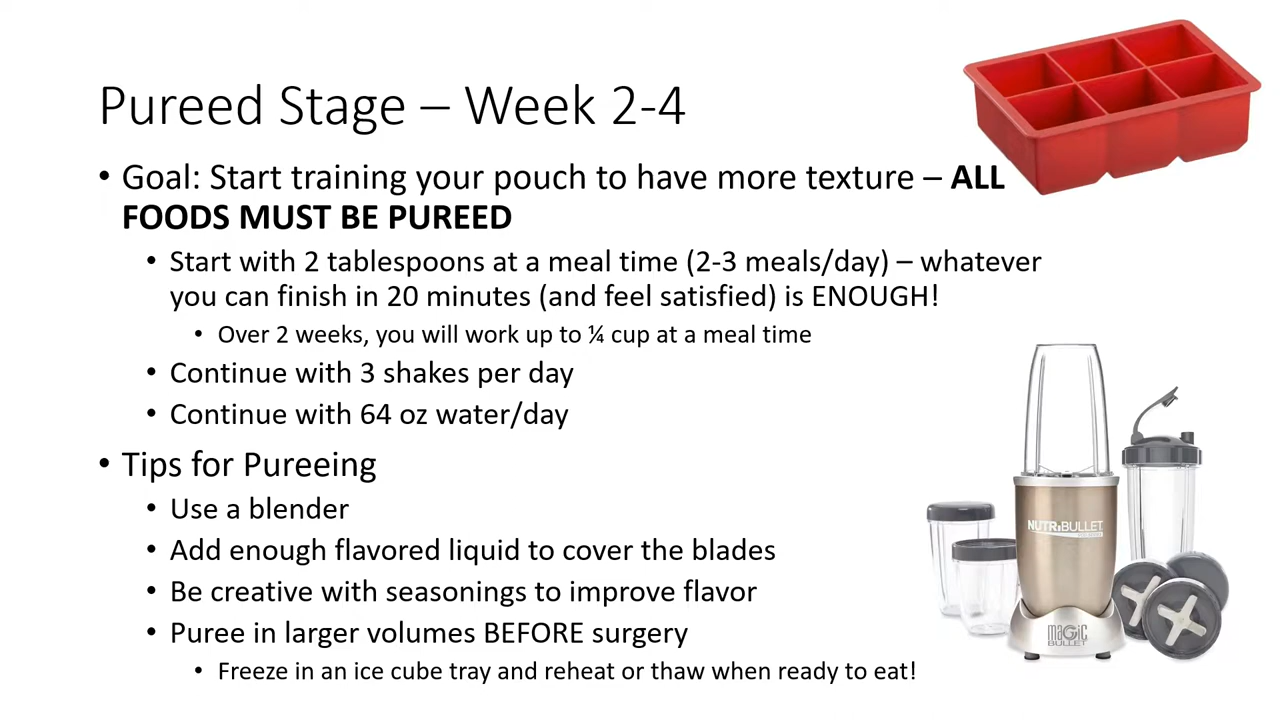 Pureed Stage – Week 2-4
• Goal: Start training your pouch to have more texture – ALL
FOODS MUST BE PUREED
• Start with 2 tablespoons at a meal time (2-3 meals/day) – whatever
you can finish in 20 minutes (and feel satisfied) is ENOUGH!
• Over 2 weeks, you will work up to ¼ cup at a meal time
• Continue with 3 shakes per day
• Continue with 64 oz water/day
• Tips for Pureeing
• Use a blender
• Add enough flavored liquid to cover the blades
• Be creative with seasonings to improve flavor
• Puree in larger volumes BEFORE surgery
• Freeze in an ice cube tray and reheat or thaw when ready to eat!
NUTRiBULLET
magic
BULLET